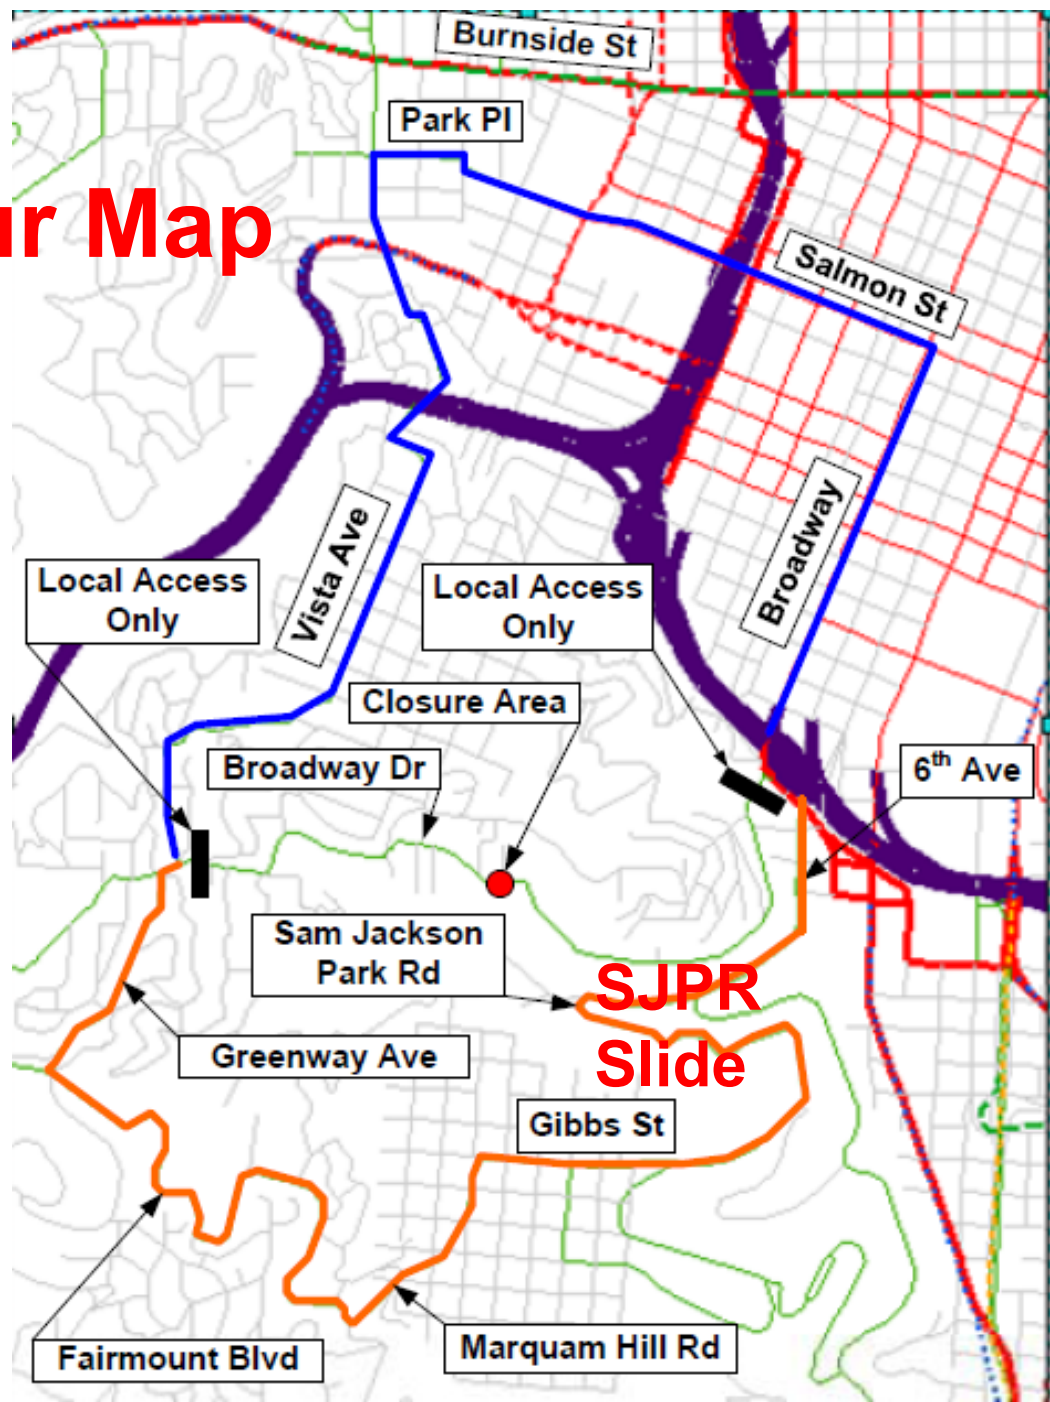 Burnside St
Park Pl
ur Map
Salmon St
Broadway
Vista Ave
Local Access
Only
Local Access
Only
Closure Area
Broadway Dr
6th Ave
Sam Jackson
Park Rd
SJPR
Slide
Greenway Ave
Gibbs St
Fairmount Blvd
Marquam Hill Rd